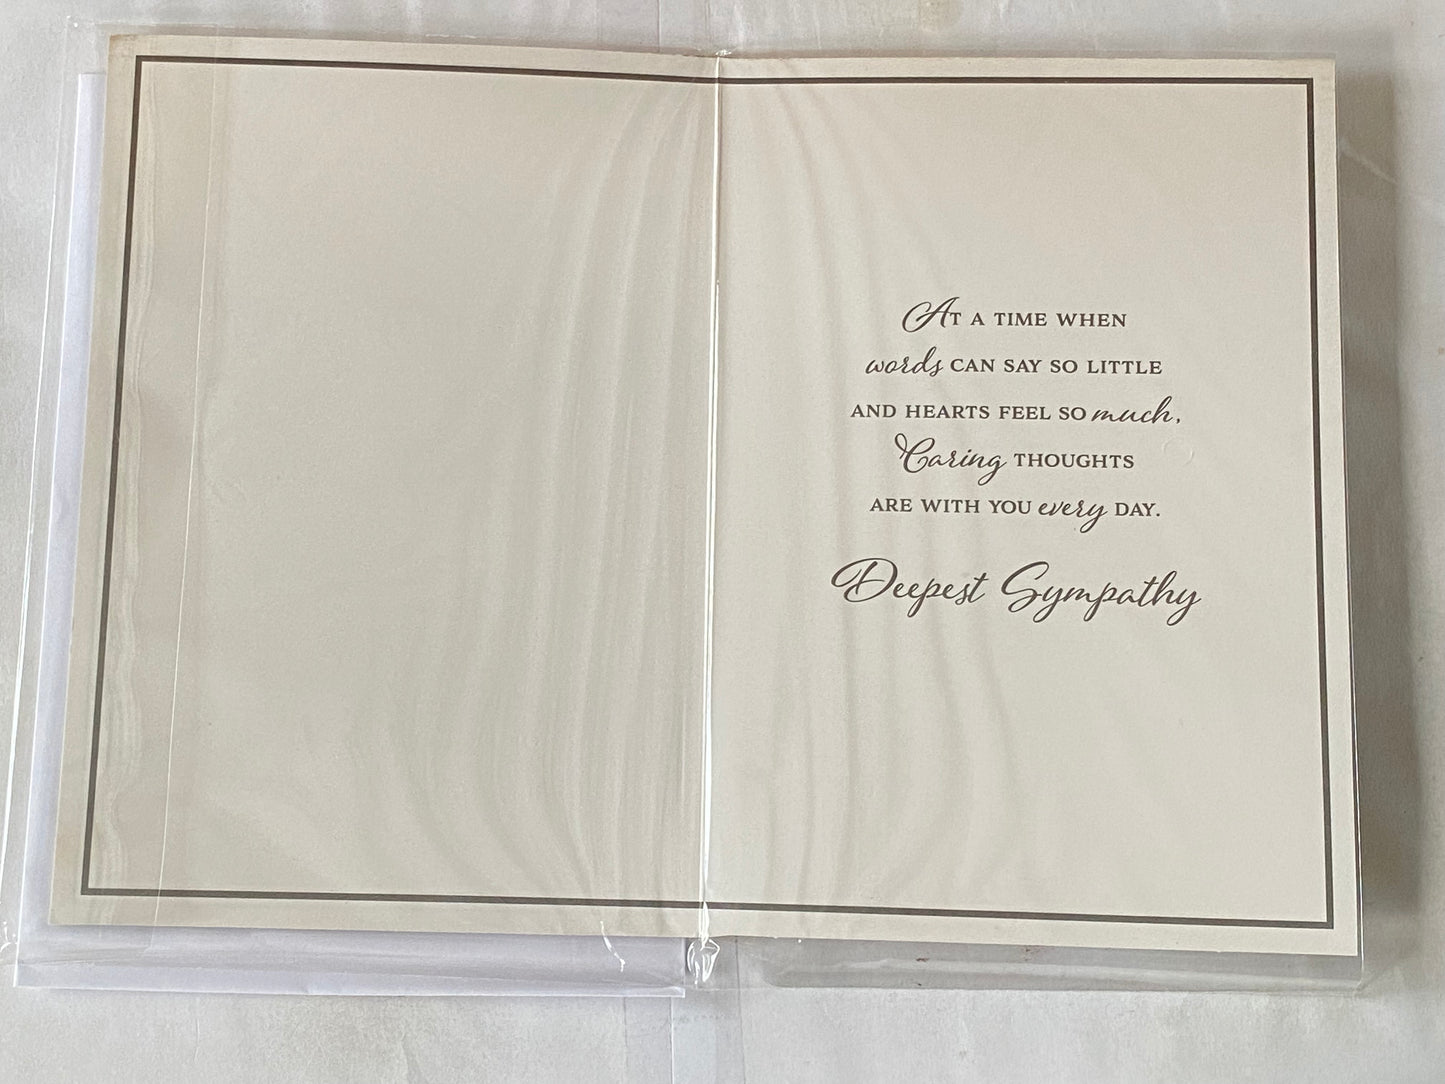 At a time when
words can say so little
and hearts feel so much,
Caring thoughts
are with you every day.
Deepest Sympathy